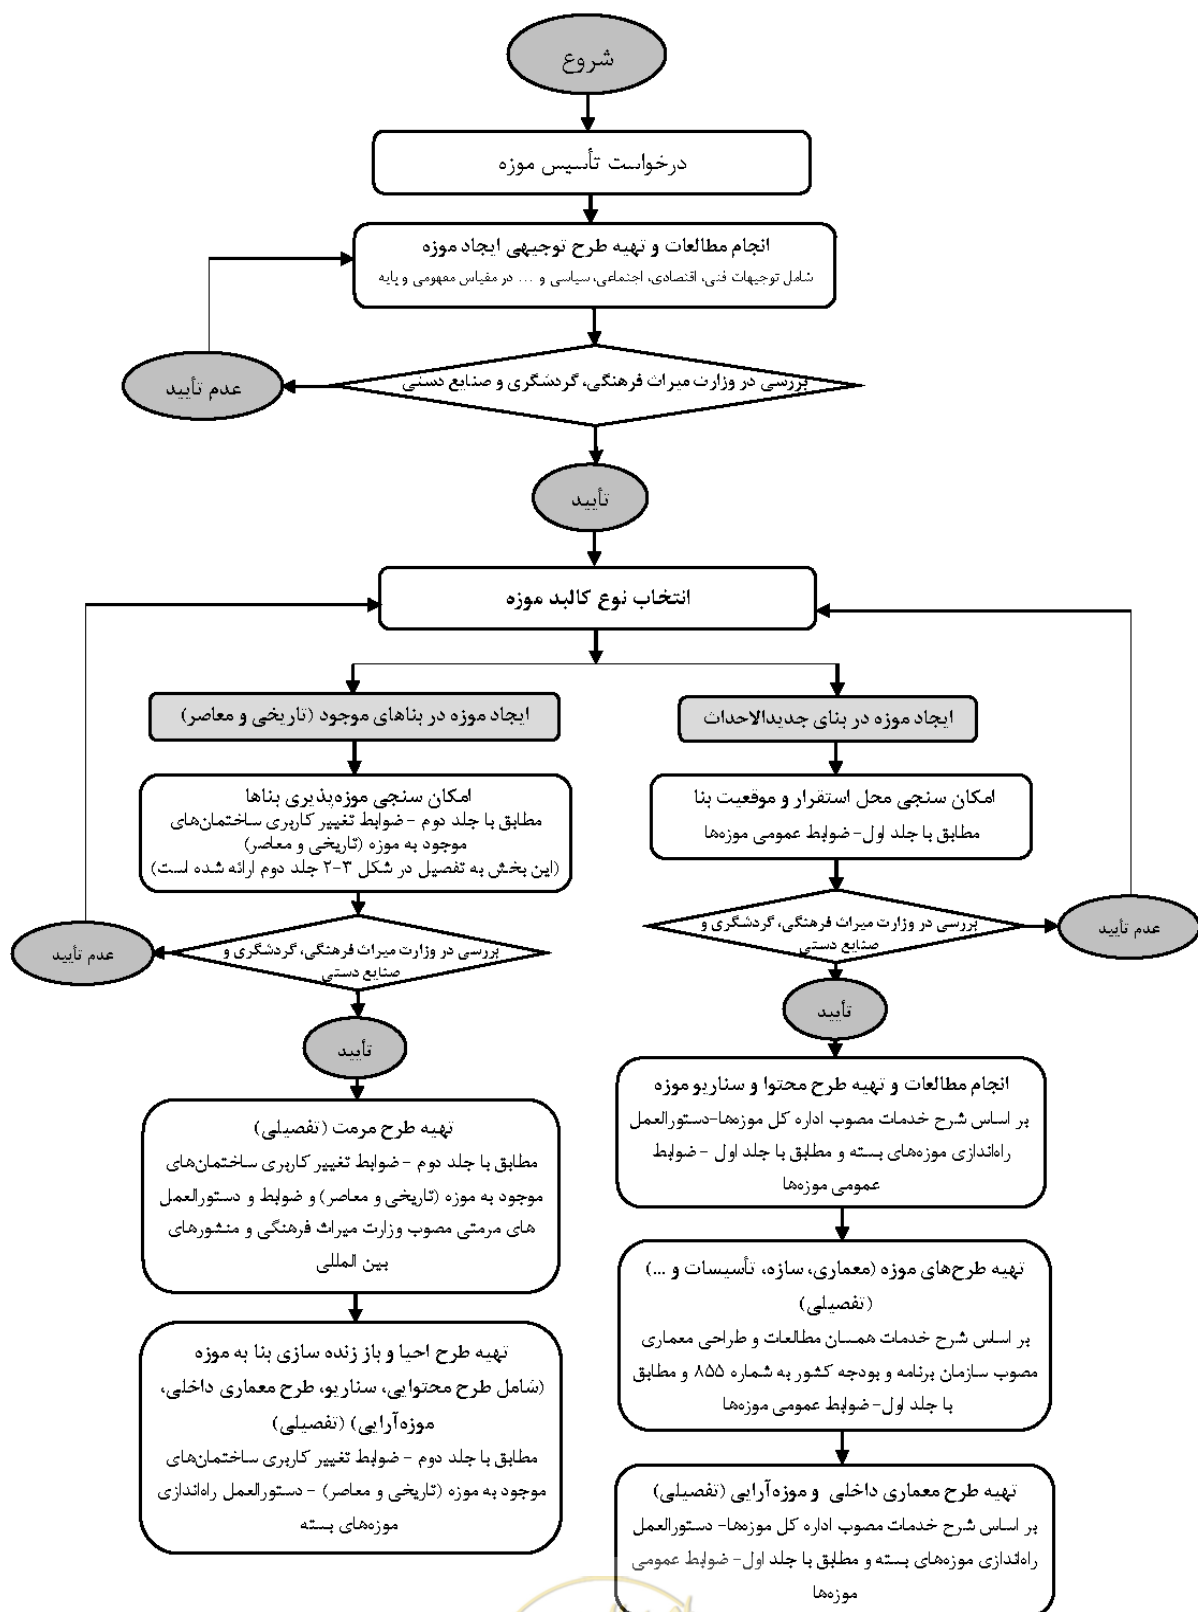 شروع
درخواست تأسیس موزه
انجام مطالعات و تهیه طرح توجیهی ایجاد موزه
شامل توجیهات فنی، اقتصادی، اجتماعی، سیاسی و ... در مقیاس مفهومی و پایه
بررسی در وزارت میراث فرهنگی، گردشگری و صنایع دستی
عدم تأیید
تأیید
انتخاب نوع کالبد موزه
ایجاد موزه در بنای جدیدالاحداث
امکان سنجی محل استقرار و موقعیت بنا
مطابق با جلد اول- ضوابط عمومی موزه‌ها
بررسی در وزارت میراث فرهنگی، گردشگری و
صنایع دستی
عدم تأیید
تأیید
انجام مطالعات و تهیه طرح محتوا و سناریو موزه
بر اساس شرح خدمات مصوب اداره کل موزه‌ها-دستورالعمل
راه‌اندازی موزه‌های بسته و مطابق با جلد اول - ضوابط
عمومی موزه‌ها
تهیه طرح‌های موزه (معماری، سازه، تأسیسات و ...)
(تفصیلی)
بر اساس شرح خدمات همسان مطالعات و طراحی معماری
مصوب سازمان برنامه و بودجه کشور به شماره ۸۵۵ و مطابق
با جلد اول- ضوابط عمومی موزه‌ها
تهیه طرح معماری داخلی و موزه‌آرایی (تفصیلی)
بر اساس شرح خدمات مصوب اداره کل موزه‌ها- دستورالعمل
راه‌اندازی موزه‌های بسته و مطابق با جلد اول- ضوابط عمومی
موزه‌ها
ایجاد موزه در بناهای موجود (تاریخی و معاصر)
امکان سنجی موزه‌پذیری بناها
مطابق با جلد دوم - ضوابط تغییر کاربری ساختمان‌های
موجود به موزه (تاریخی و معاصر)
(این بخش به تفصیل در شکل ۳-۲ جلد دوم ارائه شده است)
بررسی در وزارت میراث فرهنگی، گردشگری و
صنایع دستی
عدم تأیید
تأیید
تهیه طرح مرمت (تفصیلی)
مطابق با جلد دوم - ضوابط تغییر کاربری ساختمان‌های
موجود به موزه (تاریخی و معاصر) و ضوابط و دستورالعمل
های مرمتی مصوب وزارت میراث فرهنگی و منشورهای
بین المللی
تهیه طرح احیا و باز زنده سازی بنا به موزه
(شامل طرح محتوایی، سناریو، طرح معماری داخلی،
موزه‌آرایی) (تفصیلی)
مطابق با جلد دوم - ضوابط تغییر کاربری ساختمان‌های
موجود به موزه (تاریخی و معاصر) - دستورالعمل راه‌اندازی
موزه‌های بسته